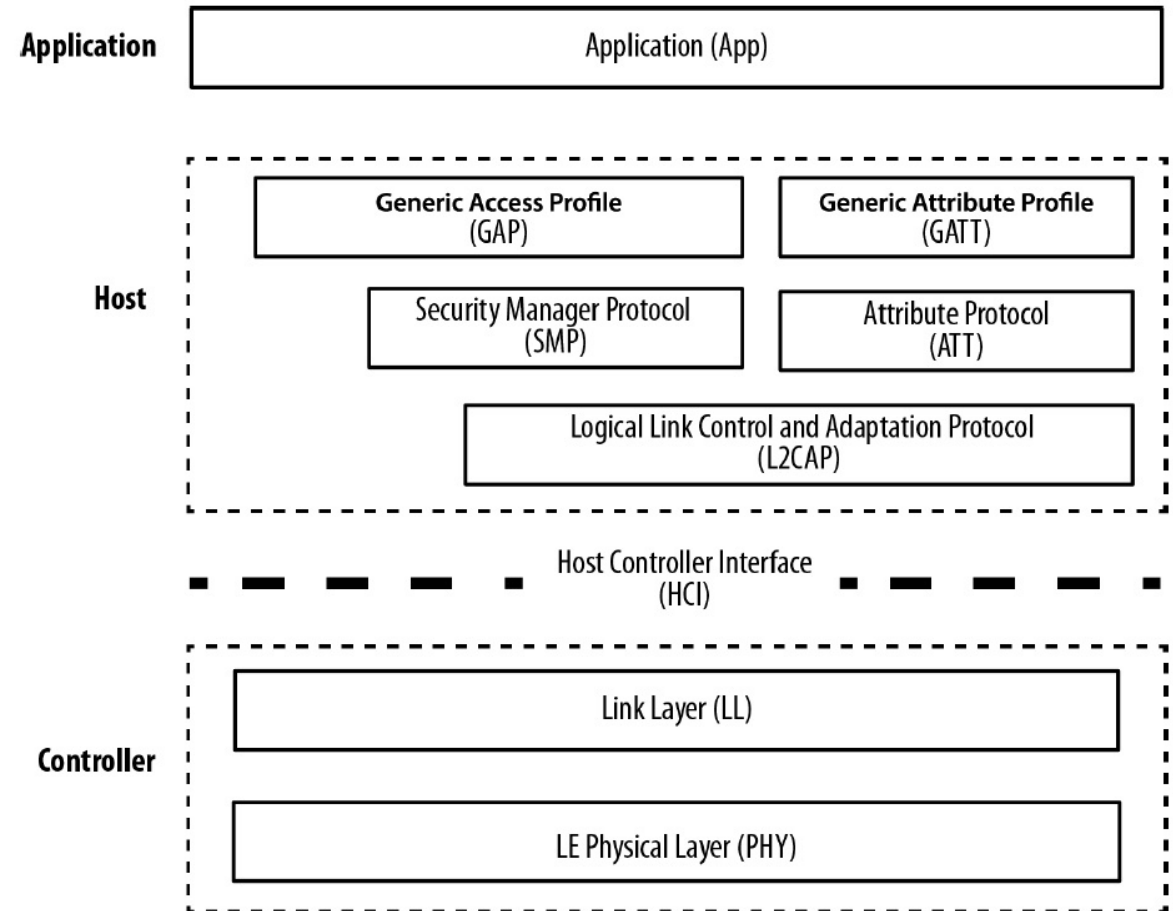 Application
Application (App)
Generic Access Profile
(GAP)
Generic Attribute Profile
(GATT)
Host
Security Manager Protocol
(SMP)
Attribute Protocol
(ATT)
Logical Link Control and Adaptation Protocol
(L2CAP)
Host Controller Interface
(HCI)
Link Layer (LL)
Controller
LE Physical Layer (PHY)